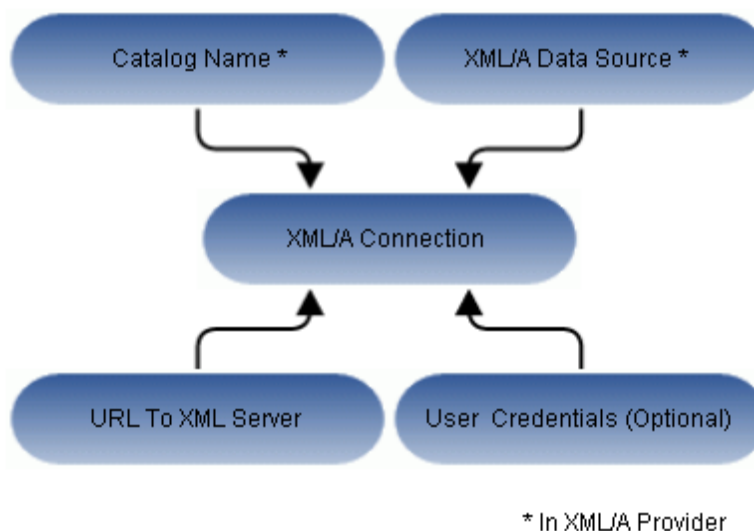 Catalog Name *
XML/A Data Source *
XML/A Connection
URL To XML Server
User Credentials (Optional)
* In XML/A Provider